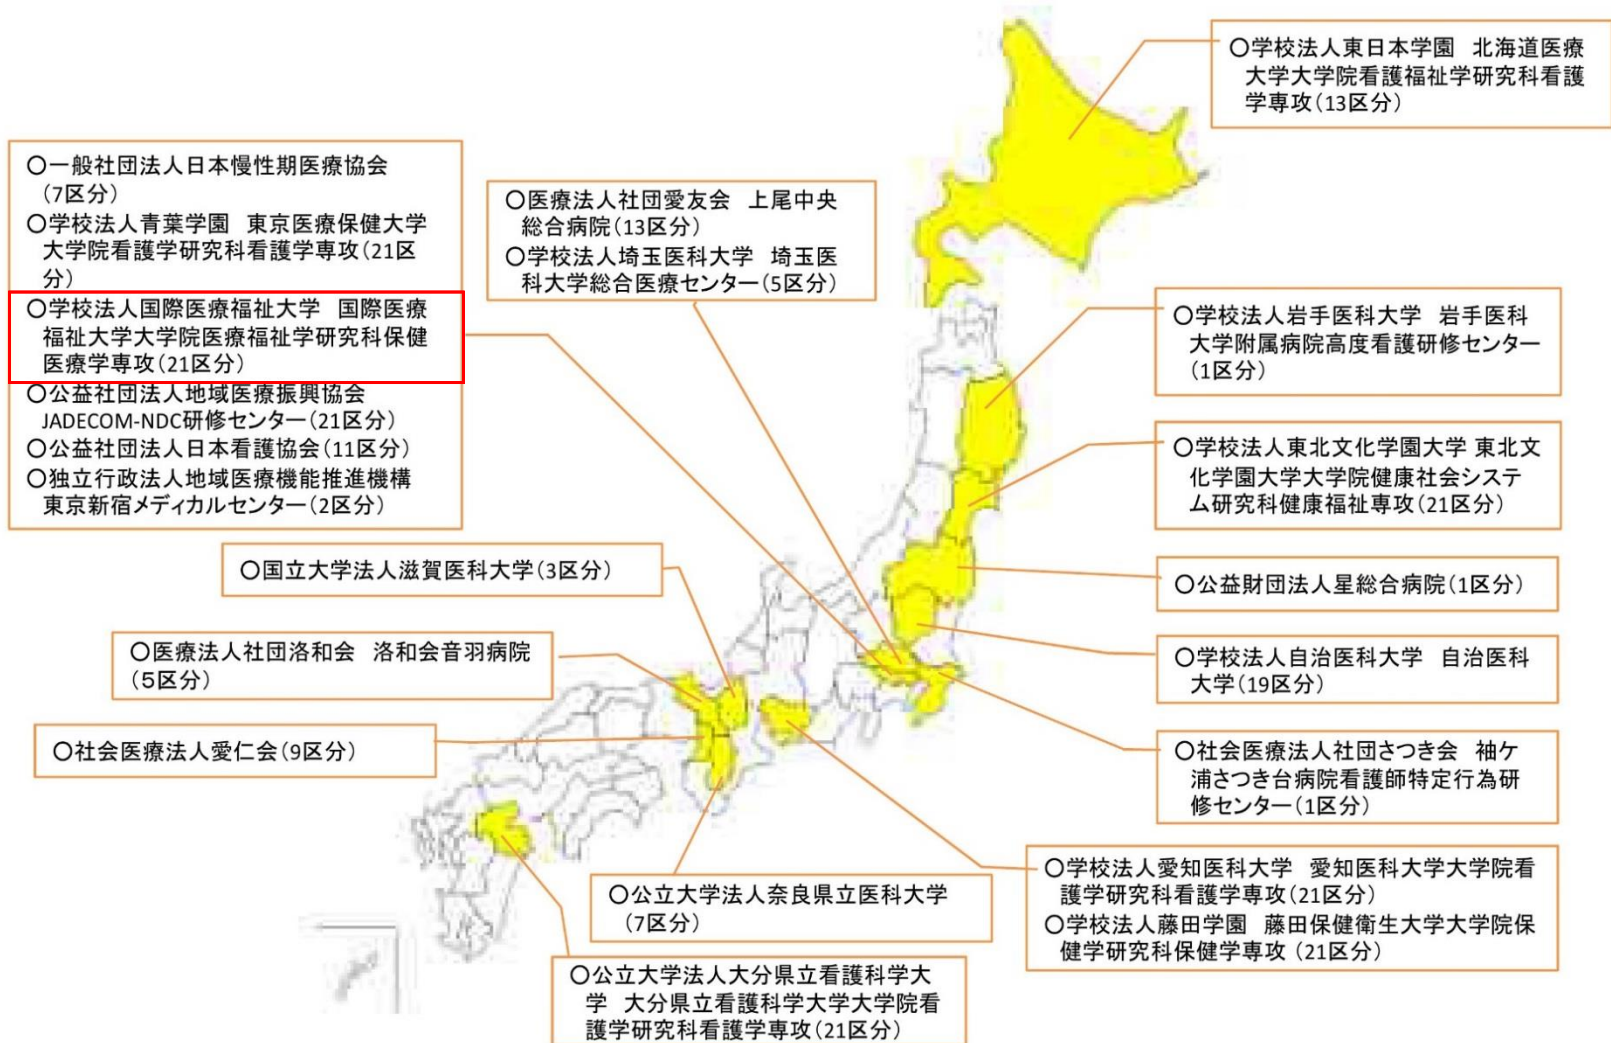 〇学校法人東日本学園 北海道医療
大学大学院看護福祉学研究科看護
学専攻(13区分)
〇一般社団法人日本慢性期医療協会
(7区分)
〇学校法人青葉学園 東京医療保健大学
大学院看護学研究科看護学専攻(21区
分)
〇学校法人国際医療福祉大学 国際医療
福祉大学大学院医療福祉学研究科保健
医療学専攻(21区分)
〇公益社団法人地域医療振興協会
JADECOM-NDC研修センター(21区分)
〇公益社団法人日本看護協会(11区分)
〇独立行政法人地域医療機能推進機構
東京新宿メディカルセンター(2区分)
〇医療法人社団愛友会 上尾中央
総合病院(13区分)
〇学校法人埼玉医科大学 埼玉医
科大学総合医療センター(5区分)
〇学校法人岩手医科大学 岩手医科
大学附属病院高度看護研修センター
(1区分)
〇学校法人東北文化学園大学 東北文
化学園大学大学院健康社会システ
ム研究科健康福祉専攻(21区分)
〇公益財団法人星総合病院(1区分)
〇学校法人自治医科大学 自治医科
大学(19区分)
〇社会医療法人社団さつき会 袖ケ
浦さつき台病院看護師特定行為研
修センター(1区分)
〇国立大学法人滋賀医科大学(3区分)
〇医療法人社団洛和会 洛和会音羽病院
(5区分)
〇社会医療法人愛仁会(9区分)
〇学校法人愛知医科大学 愛知医科大学大学院看
護学研究科看護学専攻(21区分)
〇学校法人藤田学園 藤田保健衛生大学大学院保
健学研究科保健学専攻 (21区分)
〇公立大学法人奈良県立医科大学
(7区分)
〇公立大学法人大分県立看護科学大
学 大分県立看護科学大学大学院看
護学研究科看護学専攻(21区分)